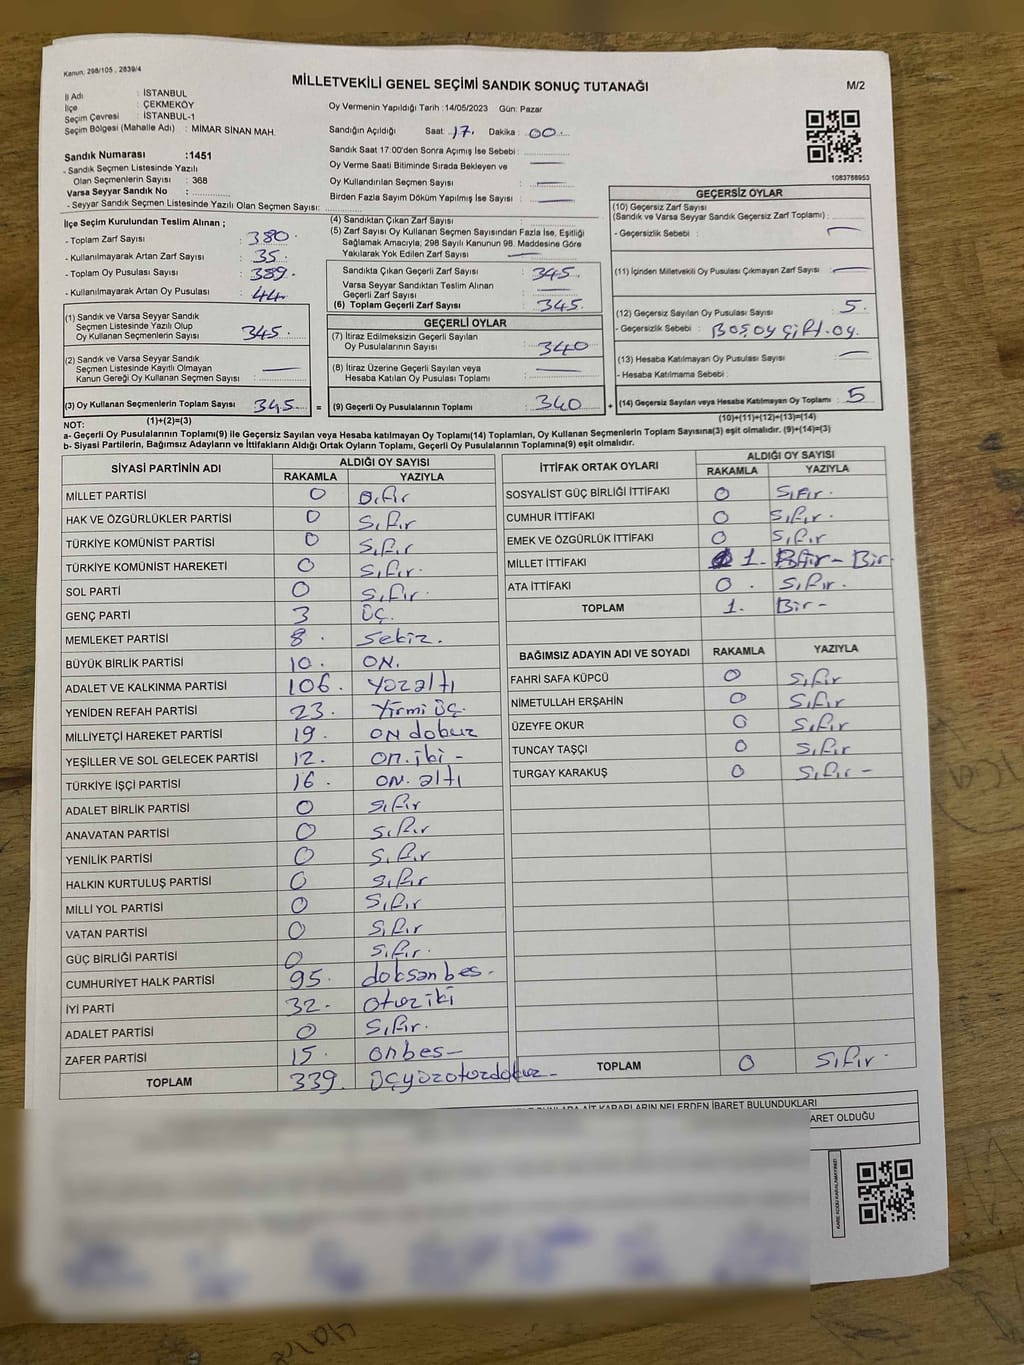 Kanun; 298/105 , 2839/4
MİLLETVEKİLİ GENEL SEÇİMİ SANDIK SONUÇ TUTANAĞI
M/2
İl Adı : İSTANBUL
İlçe : ÇEKMEKÖY
Seçim Çevresi : İSTANBUL-1
Seçim Bölgesi (Mahalle Adı) : MİMAR SİNAN MAH.
Oy Vermenin Yapıldığı Tarih :14/05/2023 Gün: Pazar
Sandığın Açıldığı Saat: 17. Dakika : 00
Sandık Saat 17:00'den Sonra Açımış İse Sebebi :
Oy Verme Saati Bitiminde Sırada Bekleyen ve
Oy Kullandırılan Seçmen Sayısı :
Birden Fazla Sayım Döküm Yapılmış İse Sayısı :
Sandık Numarası :1451
- Sandık Seçmen Listesinde Yazılı
Olan Seçmenlerin Sayısı : 368
Varsa Seyyar Sandık No :
- Seyyar Sandık Seçmen Listesinde Yazılı Olan Seçmen Sayısı:
1083788953
İlçe Seçim Kurulundan Teslim Alınan ;
- Toplam Zarf Sayısı : 380
- Kullanılmayarak Artan Zarf Sayısı : 35
- Toplam Oy Pusulası Sayısı : 389
- Kullanılmayarak Artan Oy Pusulası : 44
(1) Sandık ve Varsa Seyyar Sandık
Seçmen Listesinde Yazılı Olup
Oy Kullanan Seçmenlerin Sayısı : 345
(2) Sandık ve Varsa Seyyar Sandık
Seçmen Listesinde Kayıtlı Olmayan
Kanun Gereği Oy Kullanan Seçmen Sayısı :
(3) Oy Kullanan Seçmenlerin Toplam Sayısı : 345 =
(1)+(2)=(3)
(4) Sandıktan Çıkan Zarf Sayısı :
(5) Zarf Sayısı Oy Kullanan Seçmen Sayısından Fazla İse, Eşitliği
Sağlamak Amacıyla; 298 Sayılı Kanunun 98. Maddesine Göre
Yakılarak Yok Edilen Zarf Sayısı :
Sandıkta Çıkan Geçerli Zarf Sayısı : 345
Varsa Seyyar Sandıktan Teslim Alınan
Geçerli Zarf Sayısı :
(6) Toplam Geçerli Zarf Sayısı : 345
GEÇERLİ OYLAR
(7) İtiraz Edilmeksizin Geçerli Sayılan
Oy Pusulalarının Sayısı : 340
(8) İtiraz Üzerine Geçerli Sayılan veya
Hesaba Katılan Oy Pusulası Toplamı :
(9) Geçerli Oy Pusulalarının Toplamı : 340 +
GEÇERSİZ OYLAR
(10) Geçersiz Zarf Sayısı
(Sandık ve Varsa Seyyar Sandık Geçersiz Zarf Toplamı) :
- Geçersizlik Sebebi :
(11) İçinden Milletvekili Oy Pusulası Çıkmayan Zarf Sayısı :
(12) Geçersiz Sayılan Oy Pusulası Sayısı : 5.
- Geçersizlik Sebebi : Boş oy çift oy.
(13) Hesaba Katılmayan Oy Pusulası Sayısı :
- Hesaba Katılmama Sebebi :
(14) Geçersiz Sayılan veya Hesaba Katılmayan Oy Toplamı : 5
(10)+(11)+(12)+(13)=(14)
NOT:
a- Geçerli Oy Pusulalarının Toplamı(9) ile Geçersiz Sayılan veya Hesaba katılmayan Oy Toplamı(14) Toplamları, Oy Kullanan Seçmenlerin Toplam Sayısına(3) eşit olmalıdır. (9)+(14)=(3)
b- Siyasi Partilerin, Bağımsız Adayların ve İttifakların Aldığı Ortak Oyların Toplamı, Geçerli Oy Pusulalarının Toplamına(9) eşit olmalıdır.
SİYASİ PARTİNİN ADI ALDIĞI OY SAYISI
RAKAMLA YAZIYLA
MİLLET PARTİSİ 0 Sıfır
HAK VE ÖZGÜRLÜKLER PARTİSİ 0 Sıfır
TÜRKİYE KOMÜNİST PARTİSİ 0 Sıfır
TÜRKİYE KOMÜNİST HAREKETİ 0 Sıfır.
SOL PARTİ 0 Sıfır.
GENÇ PARTİ 3 üç.
MEMLEKET PARTİSİ 8 . Sekiz.
BÜYÜK BİRLİK PARTİSİ 10. ON.
ADALET VE KALKINMA PARTİSİ 106. Yüzaltı
YENİDEN REFAH PARTİSİ 23. Yirmi üç.
MİLLİYETÇİ HAREKET PARTİSİ 19. ON dokuz
YEŞİLLER VE SOL GELECEK PARTİSİ 12. on.iki -
TÜRKİYE İŞÇİ PARTİSİ 16 . ON. altı
ADALET BİRLİK PARTİSİ 0 Sıfır
ANAVATAN PARTİSİ 0 Sıfır
YENİLİK PARTİSİ 0 Sıfır
HALKIN KURTULUŞ PARTİSİ 0 Sıfır
MİLLİ YOL PARTİSİ 0 Sıfır
VATAN PARTİSİ 0 Sıfır
GÜÇ BİRLİĞİ PARTİSİ 0 Sıfır.
CUMHURİYET HALK PARTİSİ 95. doksan beş-
İYİ PARTİ 32. otuz iki
ADALET PARTİSİ 0 Sıfır.
ZAFER PARTİSİ 15. onbeş-
TOPLAM 339. üçyüzotuzdokuz-
İTTİFAK ORTAK OYLARI ALDIĞI OY SAYISI
RAKAMLA YAZIYLA
SOSYALİST GÜÇ BİRLİĞİ İTTİFAKI 0 Sıfır.
CUMHUR İTTİFAKI 0 Sıfır.
EMEK VE ÖZGÜRLÜK İTTİFAKI 0 Sıfır
MİLLET İTTİFAKI 1. Bir- Bir-
ATA İTTİFAKI 0 . Sıfır.
TOPLAM 1. Bir-
BAĞIMSIZ ADAYIN ADI VE SOYADI RAKAMLA YAZIYLA
FAHRİ SAFA KÜPCÜ 0 Sıfır
NİMETULLAH ERŞAHİN 0 Sıfır
ÜZEYFE OKUR 0 Sıfır
TUNCAY TAŞÇI 0 Sıfır
TURGAY KARAKUŞ 0 Sıfır-
TOPLAM 0 Sıfır.
AİT KARARLARIN NELERDEN İBARET BULUNDUKLARI
ARET OLDUĞU